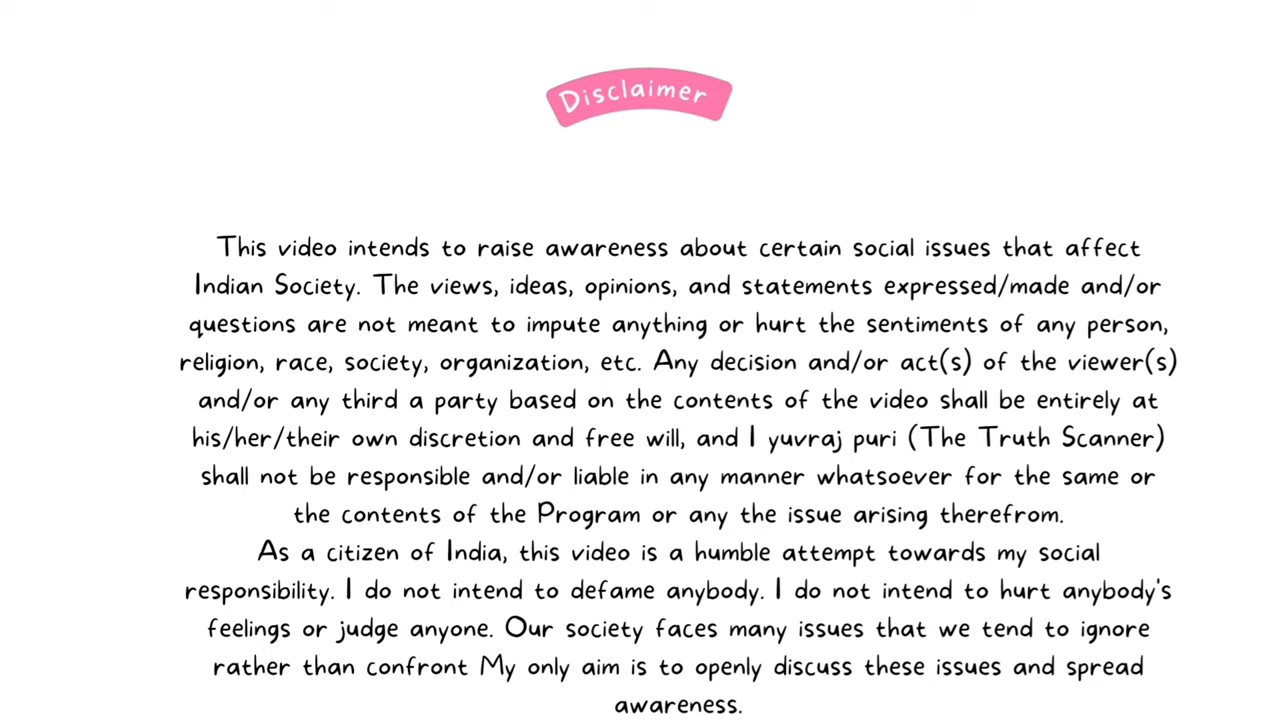 Disclaimer
This video intends to raise awareness about certain social issues that affect
Indian Society. The views, ideas, opinions, and statements expressed/made and/or
questions are not meant to impute anything or hurt the sentiments of any person,
religion, race, society, organization, etc. Any decision and/or act(s) of the viewer(s)
and/or any third a party based on the contents of the video shall be entirely at
his/her/their own discretion and free will, and I yuvraj puri (The Truth Scanner)
shall not be responsible and/or liable in any manner whatsoever for the same or
the contents of the Program or any the issue arising therefrom.
As a citizen of India, this video is a humble attempt towards my social
responsibility. I do not intend to defame anybody. I do not intend to hurt anybody's
feelings or judge anyone. Our society faces many issues that we tend to ignore
rather than confront My only aim is to openly discuss these issues and spread
awareness.